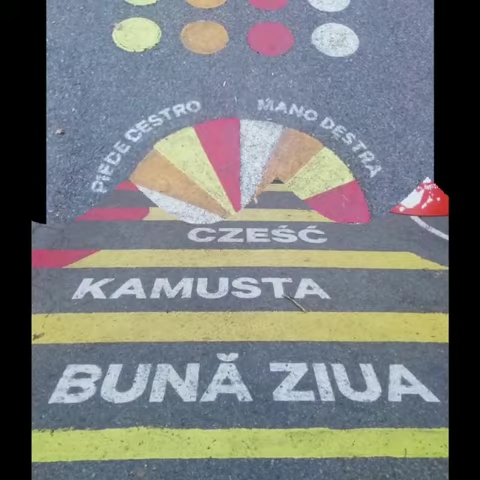 PIEDE DESTRO
MANO DESTRA
CZEŚĆ
KAMUSTA
BUNĂ ZIUA